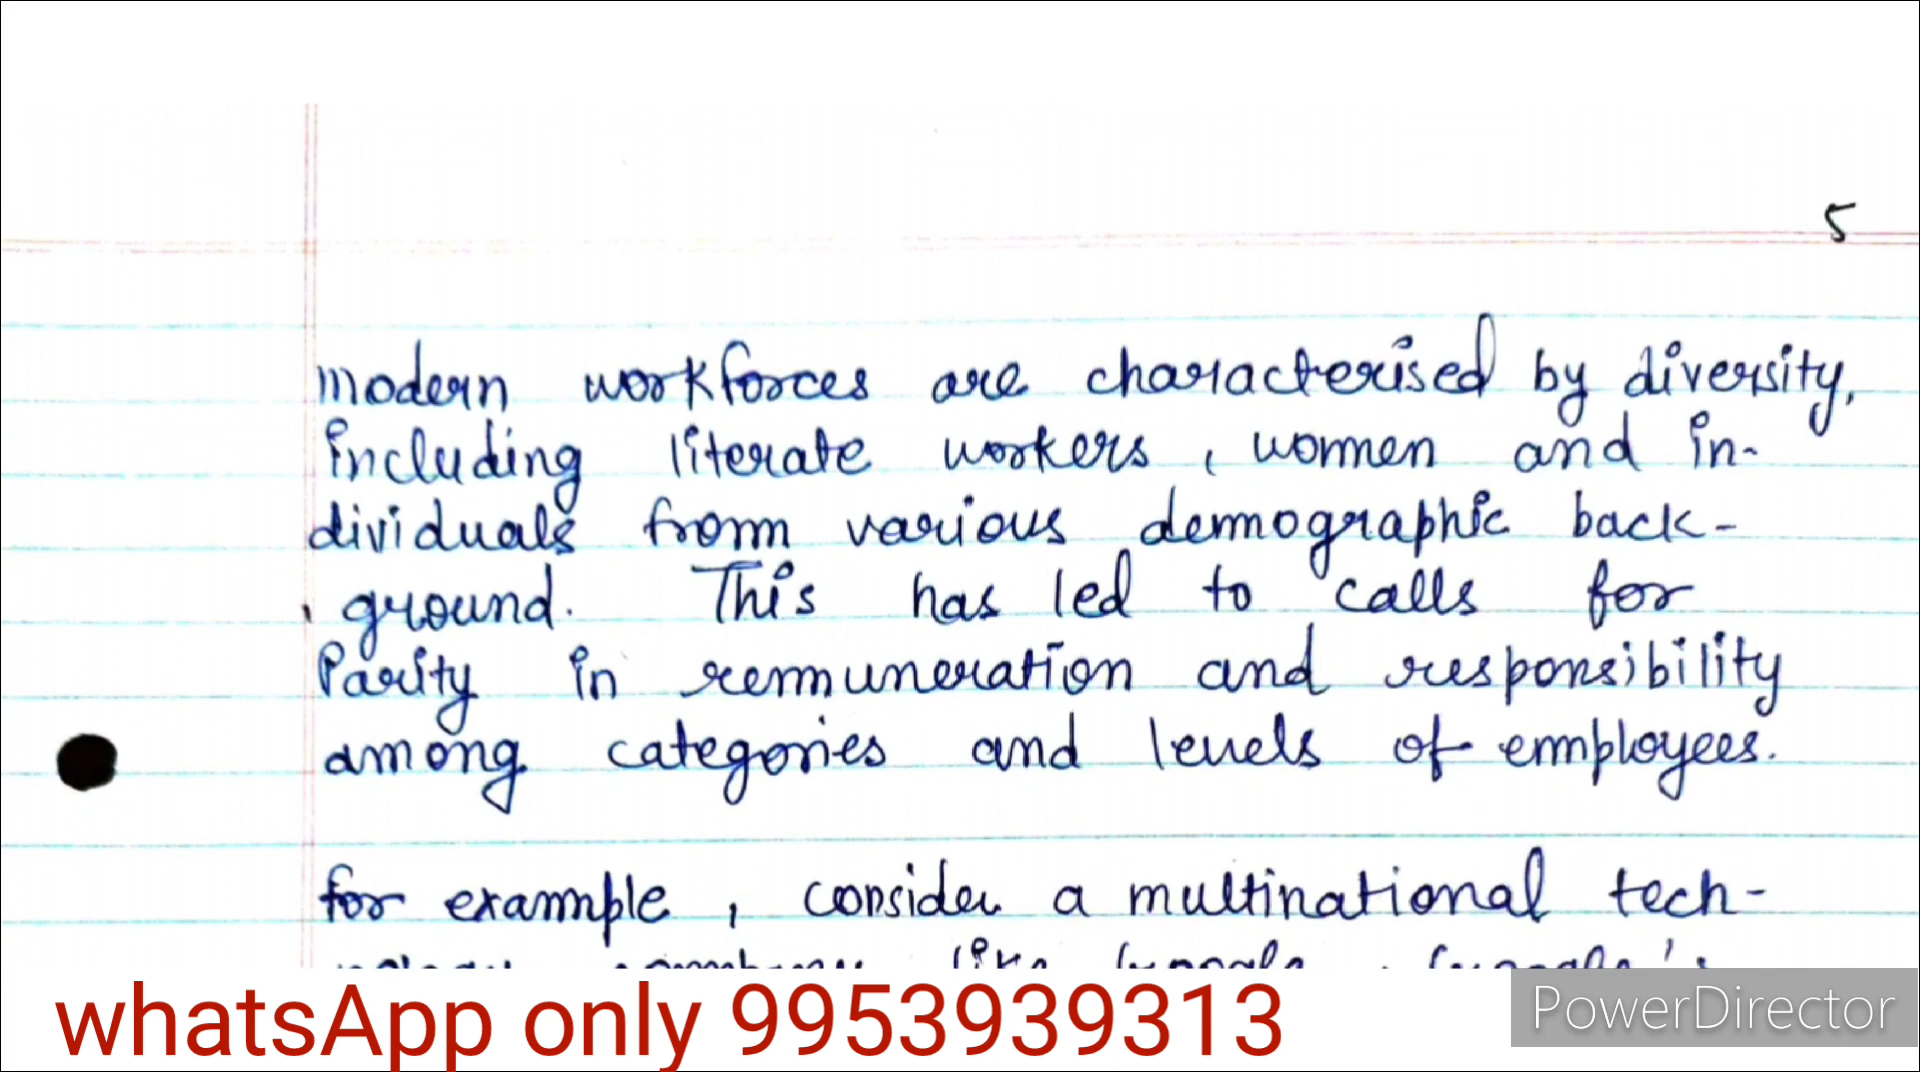 5
Modern workforces are characterised by diversity,
including literate workers, women and in-
dividuals from various demographic back-
ground. This has led to calls for
Parity in remuneration and responsibility
among categories and levels of employees.
for example, consider a multinational tech-
whatsApp only 9953939313
PowerDirector